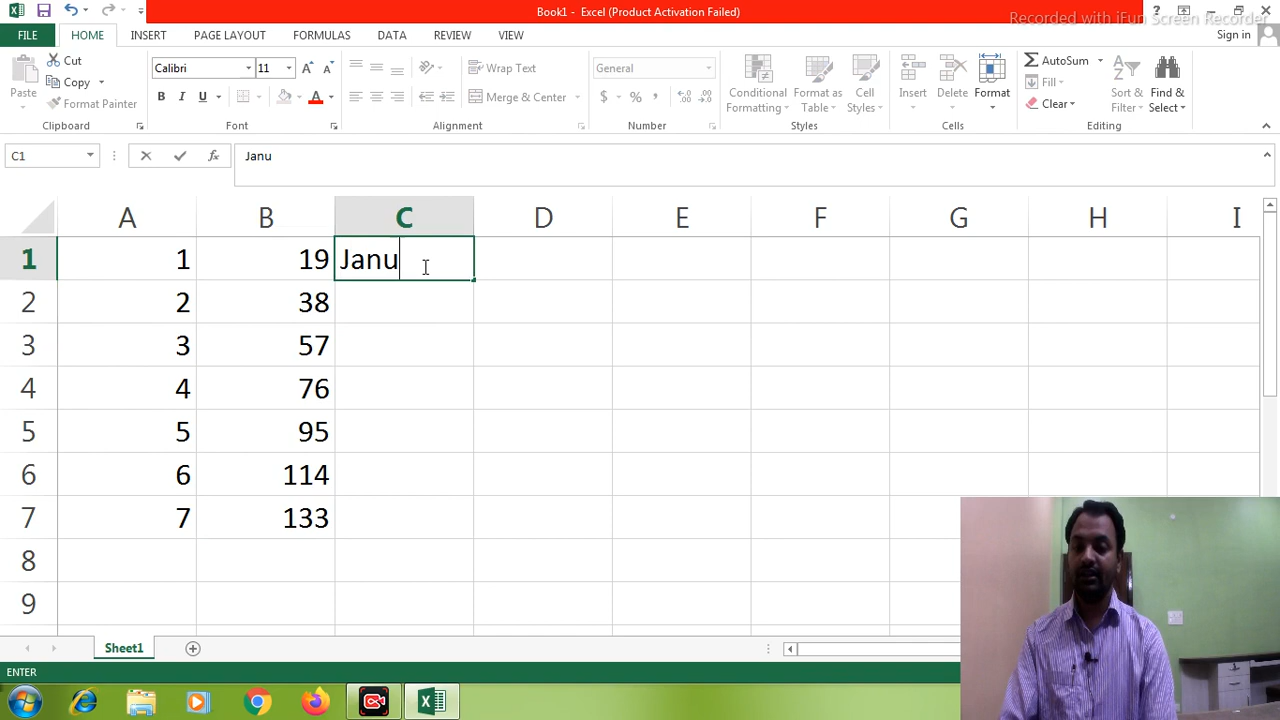 Book1 - Excel (Product Activation Failed)
Recorded with iFun Screen Recorder
FILE HOME INSERT PAGE LAYOUT FORMULAS DATA REVIEW VIEW Sign in
Paste Cut Copy Format Painter Clipboard
Calibri 11 B I U A Font
Wrap Text Merge & Center Alignment
General $ % , Number
Conditional Formatting Format as Table Cell Styles Styles
Insert Delete Format Cells
AutoSum Fill Clear Sort & Filter Find & Select Editing
C1 fx Janu
A B C D E F G H I
1 1 19 Janu
2 2 38
3 3 57
4 4 76
5 5 95
6 6 114
7 7 133
8
9
Sheet1
ENTER